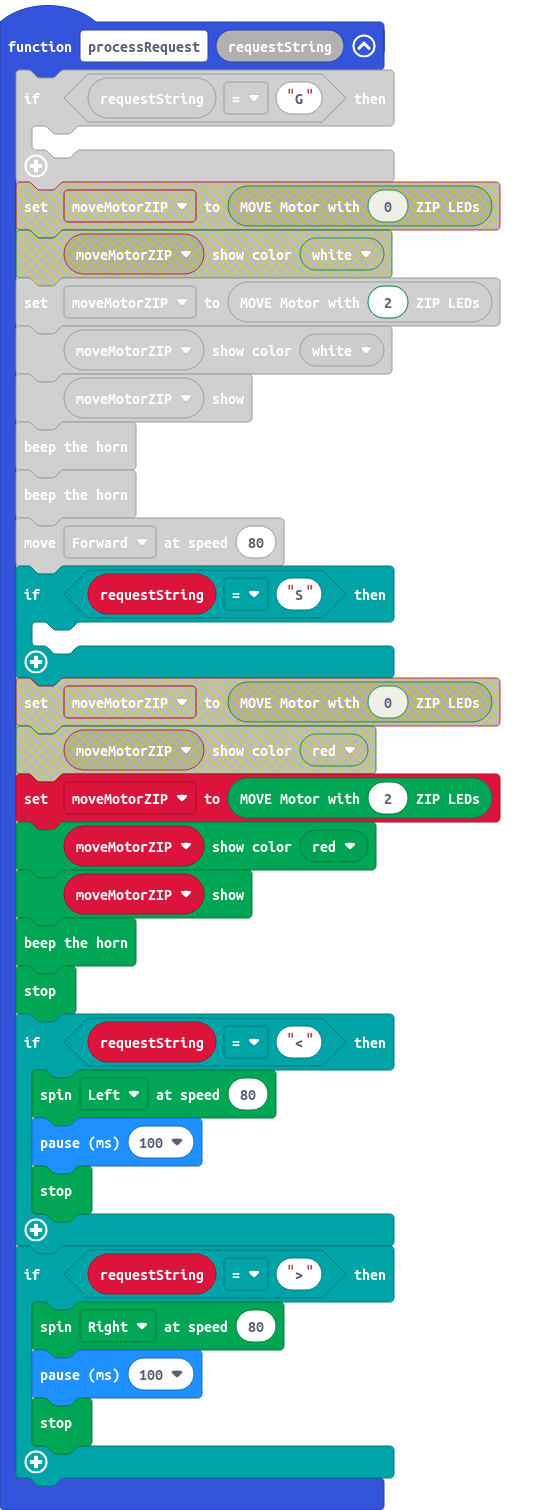 function processRequest requestString
if requestString = "G" then
set moveMotorZIP to MOVE Motor with 0 ZIP LEDs
moveMotorZIP show color white
set moveMotorZIP to MOVE Motor with 2 ZIP LEDs
moveMotorZIP show color white
moveMotorZIP show
beep the horn
beep the horn
move Forward at speed 80
if requestString = "S" then
set moveMotorZIP to MOVE Motor with 0 ZIP LEDs
moveMotorZIP show color red
set moveMotorZIP to MOVE Motor with 2 ZIP LEDs
moveMotorZIP show color red
moveMotorZIP show
beep the horn
stop
if requestString = "<" then
spin Left at speed 80
pause (ms) 100
stop
if requestString = ">" then
spin Right at speed 80
pause (ms) 100
stop